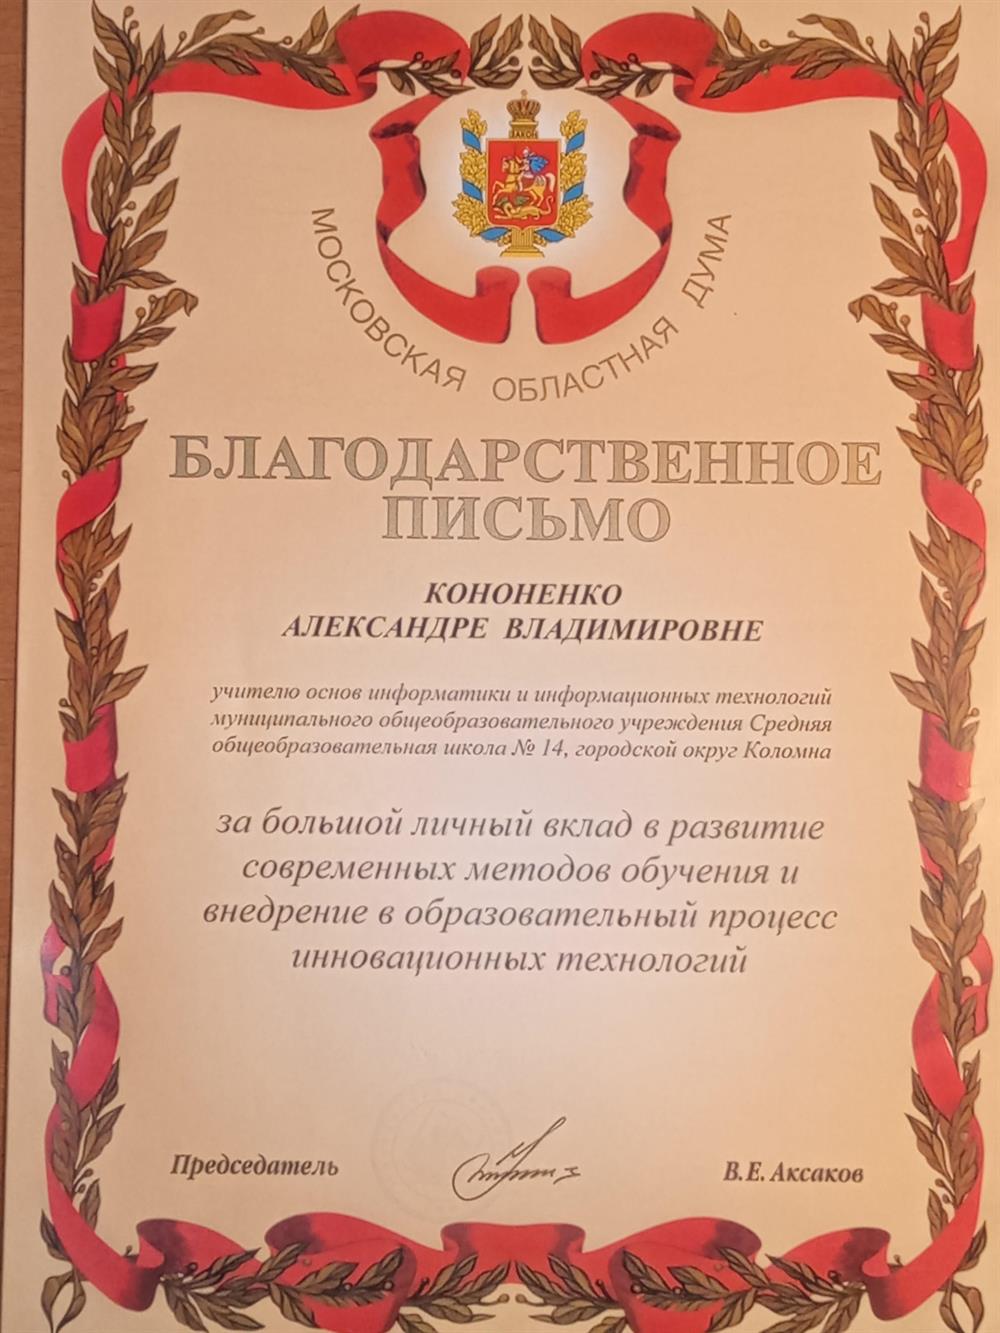 ЗАКОН
МОСКОВСКАЯ ОБЛАСТНАЯ ДУМА
БЛАГОДАРСТВЕННОЕ
ПИСЬМО
КОНОНЕНКО
АЛЕКСАНДРЕ ВЛАДИМИРОВНЕ
учителю основ информатики и информационных технологий
муниципального общеобразовательного учреждения Средняя
общеобразовательная школа № 14, городской округ Коломна
за большой личный вклад в развитие
современных методов обучения и
внедрение в образовательный процесс
инновационных технологий
Председатель
В.Е. Аксаков